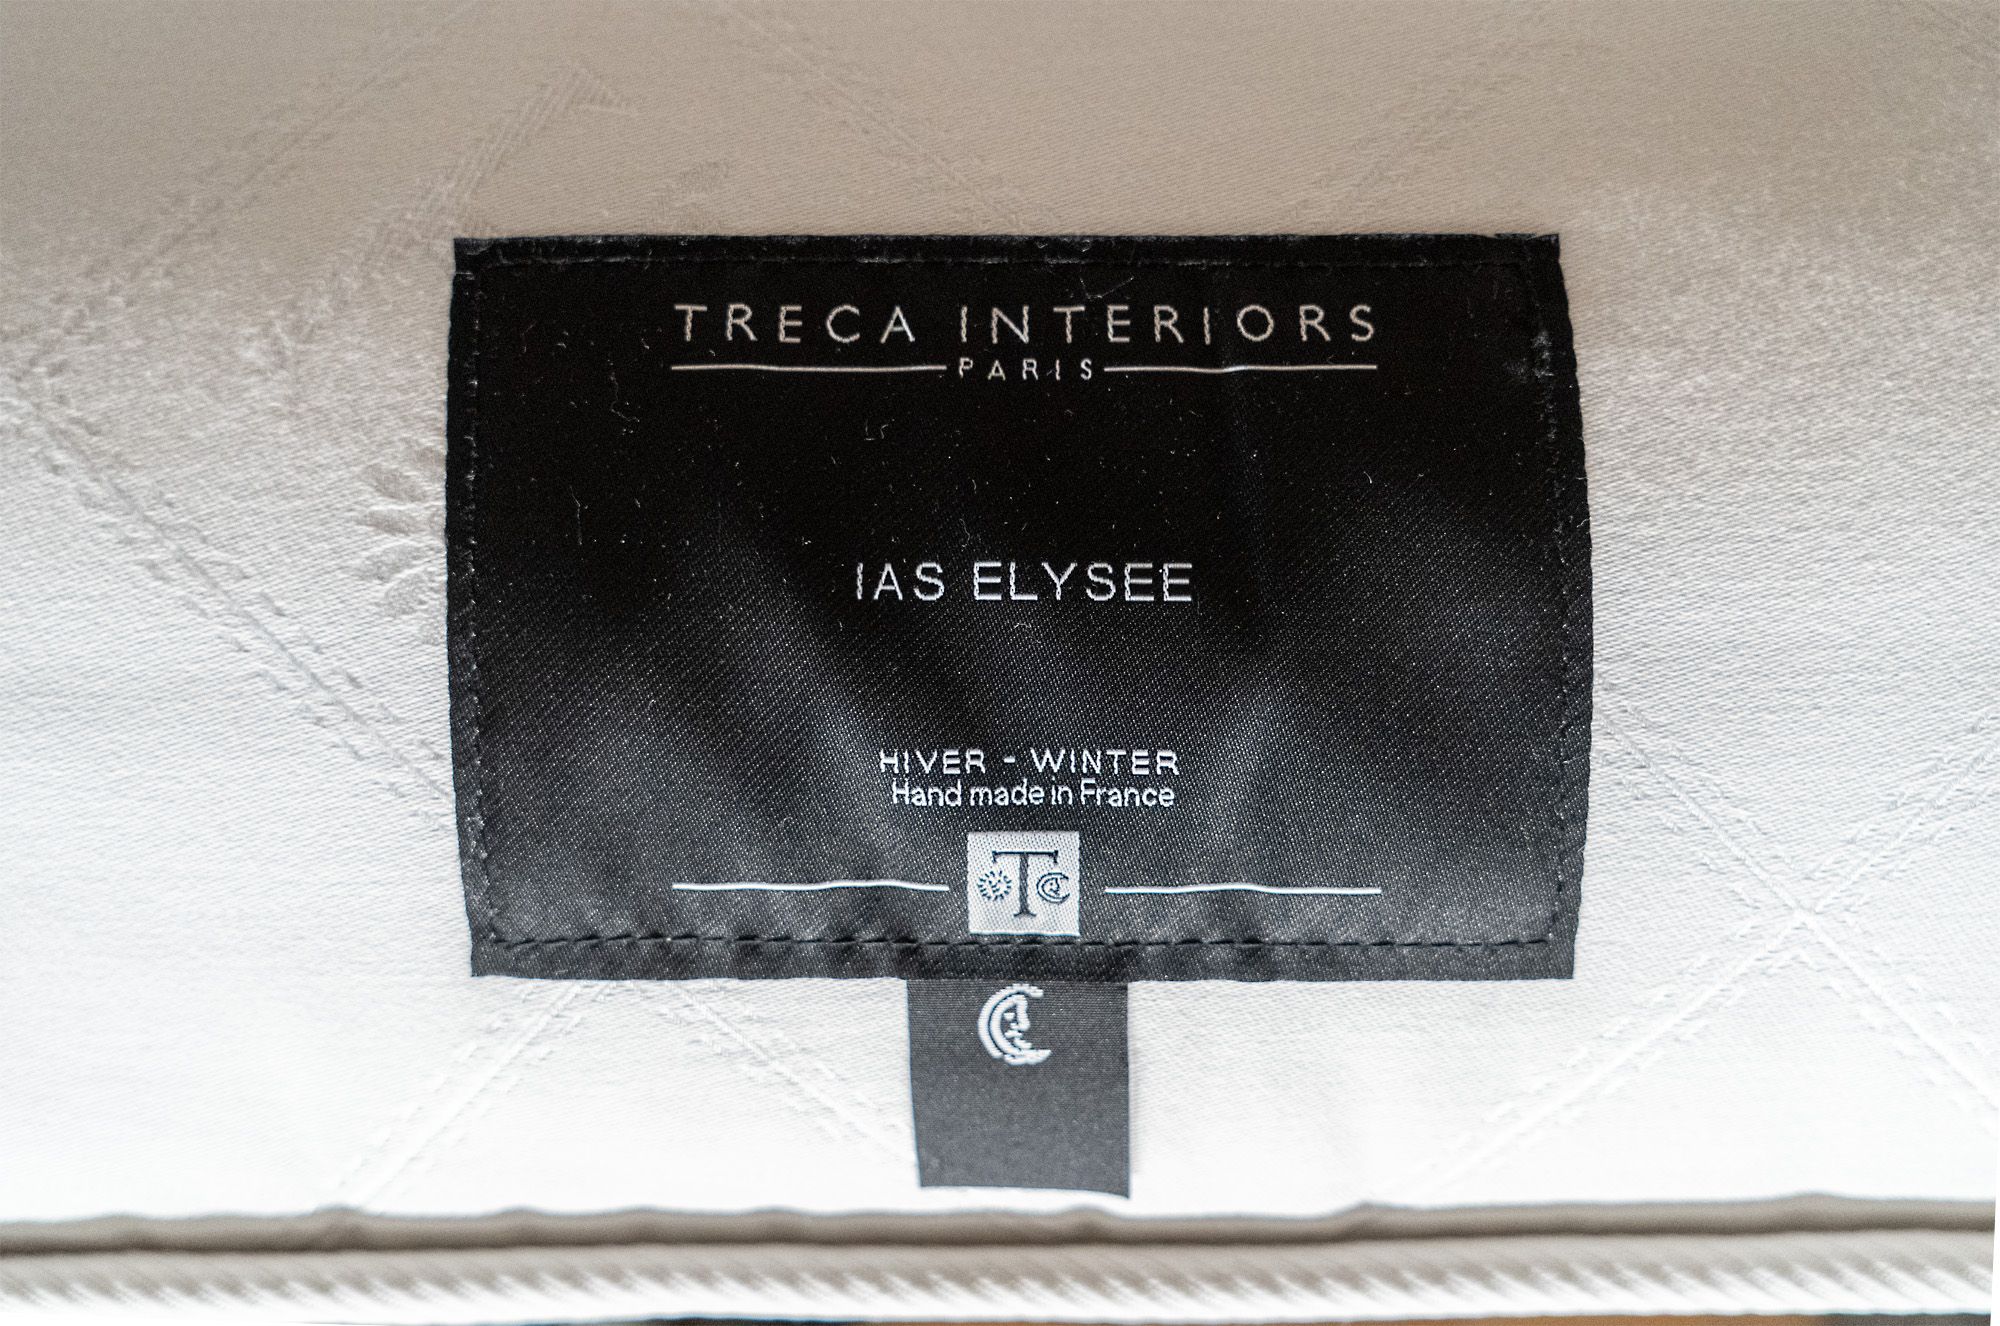 TRECA INTERIORS
PARIS
IAS ELYSEE
HIVER - WINTER
Hand made in France
T